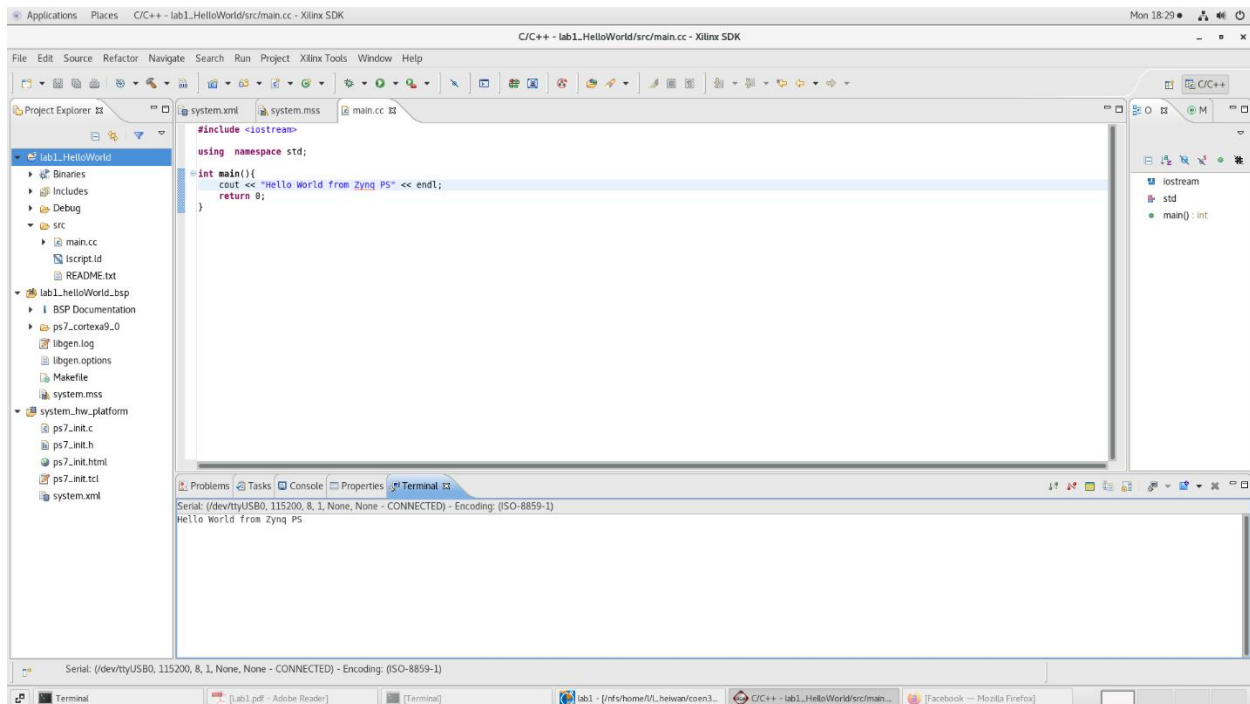 Applications Places C/C++ - lab1_HelloWorld/src/main.cc - Xilinx SDK Mon 18:29
C/C++ - lab1_HelloWorld/src/main.cc - Xilinx SDK
File Edit Source Refactor Navigate Search Run Project Xilinx Tools Window Help
C/C++
Project Explorer
lab1_HelloWorld
Binaries
Includes
Debug
src
main.cc
lscript.ld
README.txt
lab1_helloWorld_bsp
BSP Documentation
ps7_cortexa9_0
libgen.log
libgen.options
Makefile
system.mss
system_hw_platform
ps7_init.c
ps7_init.h
ps7_init.html
ps7_init.tcl
system.xml
system.xml system.mss main.cc
#include <iostream>
using namespace std;
int main(){
cout << "Hello World from Zynq PS" << endl;
return 0;
}
O M
iostream
std
main() : int
Problems Tasks Console Properties Terminal
Serial: (/dev/ttyUSB0, 115200, 8, 1, None, None - CONNECTED) - Encoding: (ISO-8859-1)
Hello World from Zynq PS
Serial: (/dev/ttyUSB0, 115200, 8, 1, None, None - CONNECTED) - Encoding: (ISO-8859-1)
Terminal [Lab1.pdf - Adobe Reader] [Terminal] lab1 - [/nfs/home/l/l_heiwan/coen3... C/C++ - lab1_HelloWorld/src/main... [Facebook — Mozilla Firefox]